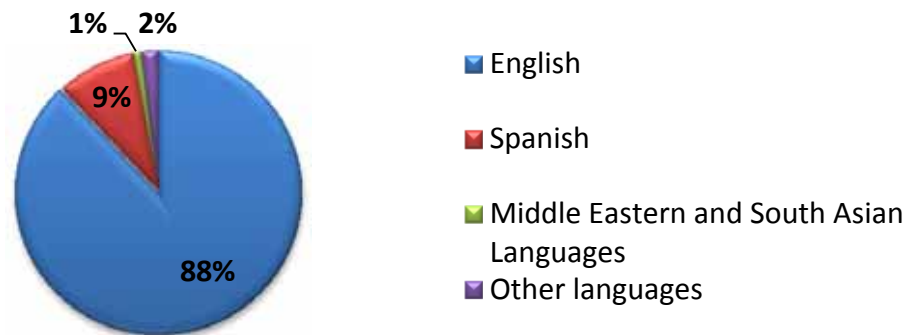 1% 2%
9%
88%
English
Spanish
Middle Eastern and South Asian
Languages
Other languages